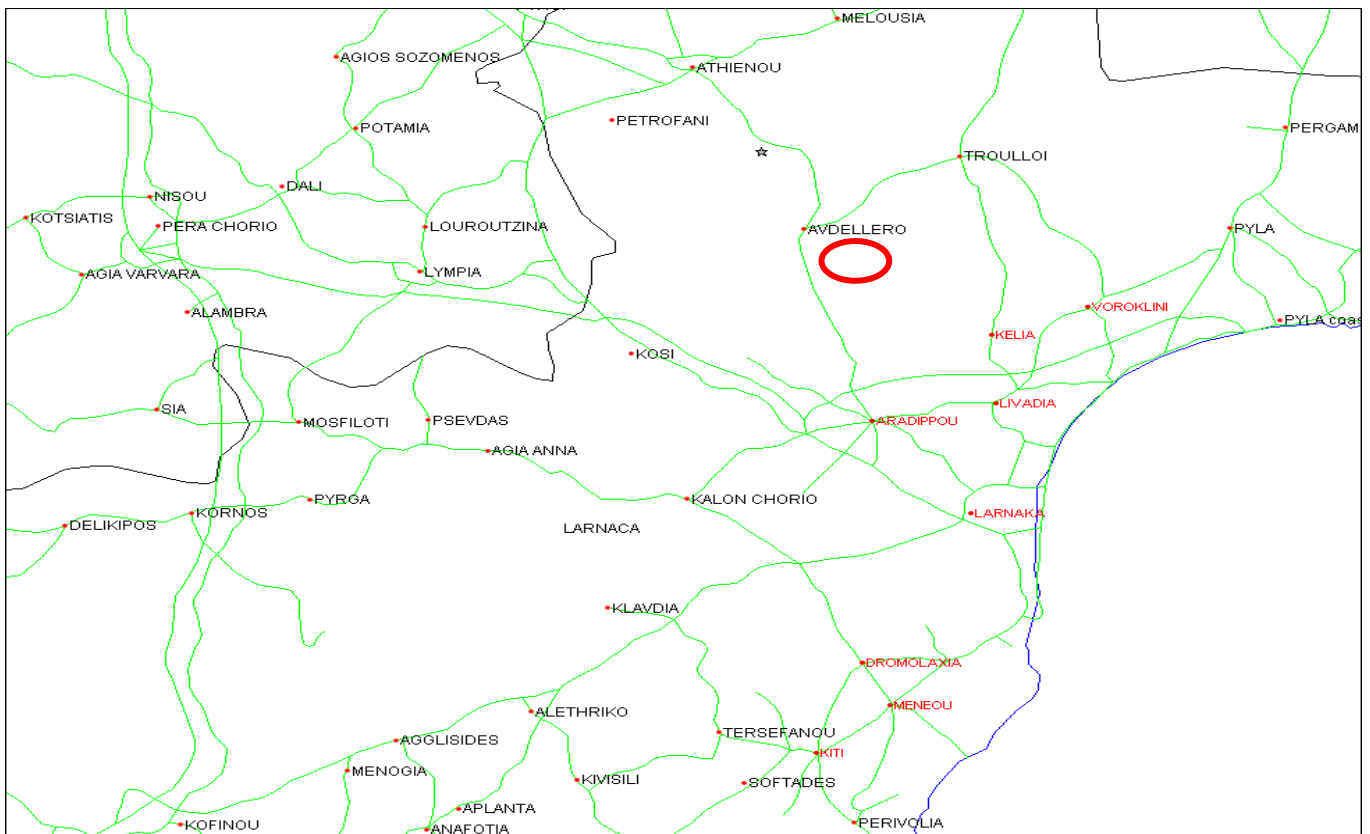 MELOUSIA
AGIOS SOZOMENOS
ATHIENOU
PETROFANI
POTAMIA
PERGAM
TROULLOI
DALI
NISOU
KOTSIATIS
PERA CHORIO
LOUROUTZINA
AVDELLERO
PYLA
LYMPIA
AGIA VARVARA
ALAMBRA
VOROKLINI
PYLA coas
KELIA
KOSI
SIA
LIVADIA
MOSFILOTI
PSEVDAS
ARADIPPOU
AGIA ANNA
PYRGA
KALON CHORIO
KORNOS
LARNAKA
DELIKIPOS
LARNACA
KLAVDIA
DROMOLAXIA
MENEOU
ALETHRIKO
TERSEFANOU
AGGLISIDES
KITI
MENOGIA
KIVISILI
SOFTADES
APLANTA
KOFINOU
ANAFOTIA
PERIVOLIA